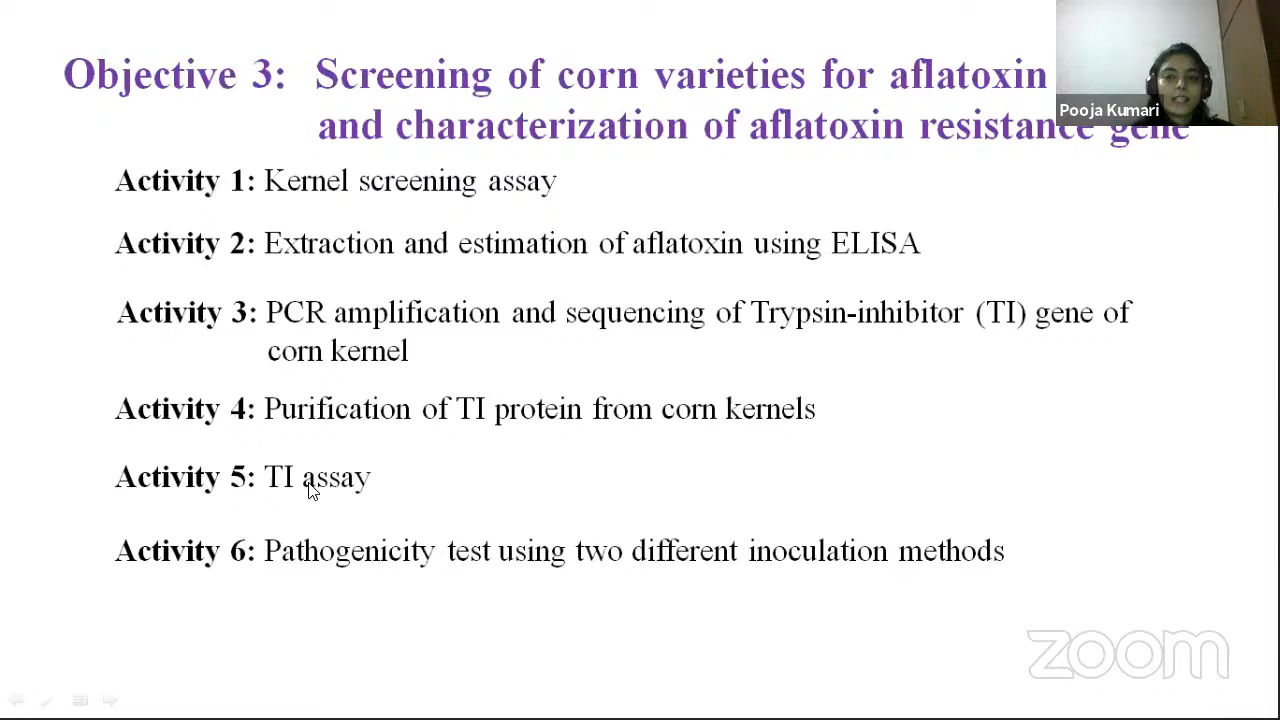 Objective 3: Screening of corn varieties for aflatoxin
and characterization of aflatoxin resistance gene
Pooja Kumari
Activity 1: Kernel screening assay
Activity 2: Extraction and estimation of aflatoxin using ELISA
Activity 3: PCR amplification and sequencing of Trypsin-inhibitor (TI) gene of
corn kernel
Activity 4: Purification of TI protein from corn kernels
Activity 5: TI assay
Activity 6: Pathogenicity test using two different inoculation methods
zoom